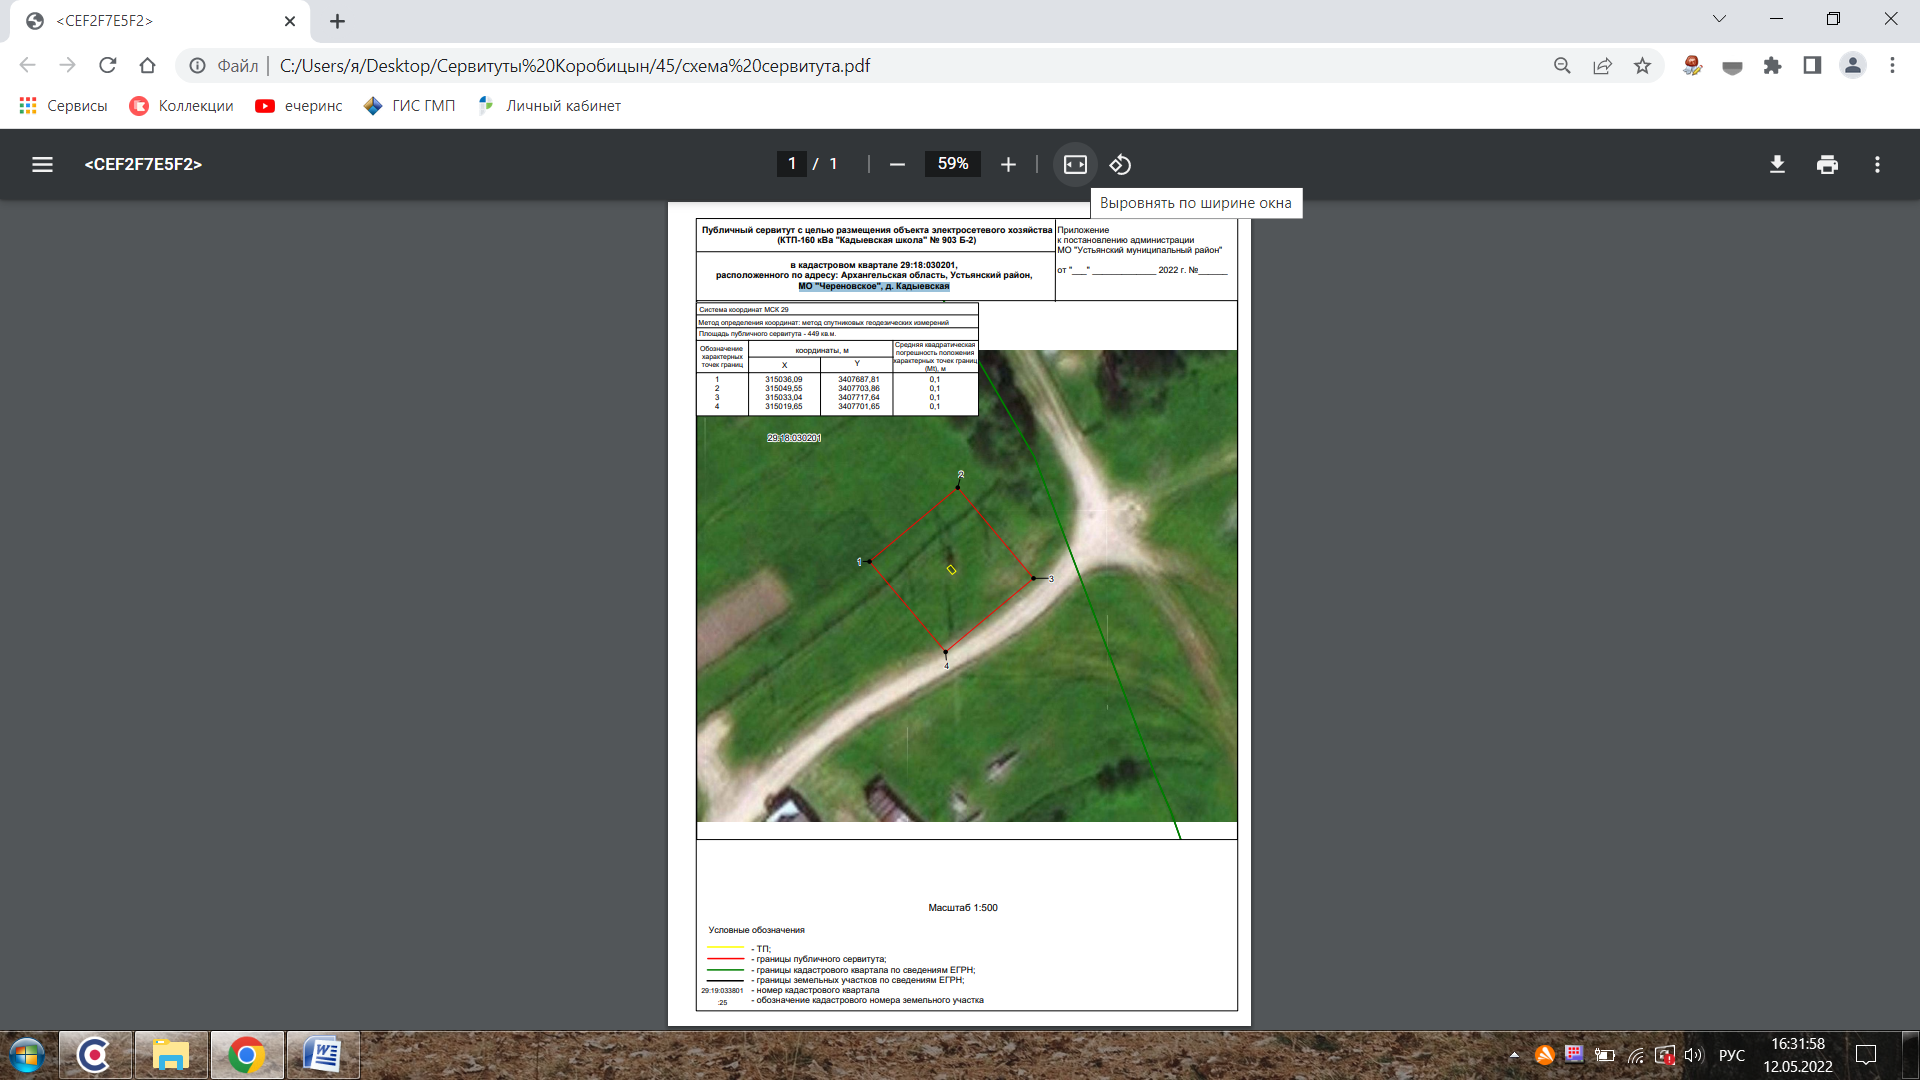 <CEF2F7E5F2>
Файл | C:/Users/я/Desktop/Сервитуты%20Коробицын/45/схема%20сервитута.pdf
Сервисы Коллекции ечеринс ГИС ГМП Личный кабинет
<CEF2F7E5F2> 1 / 1 59%
Выровнять по ширине окна
Публичный сервитут с целью размещения объекта электросетевого хозяйства
(КТП-160 кВа "Кадыевская школа" № 903 Б-2)
в кадастровом квартале 29:18:030201,
расположенного по адресу: Архангельская область, Устьянский район,
МО "Череновское", д. Кадыевская
Приложение
к постановлению администрации
МО "Устьянский муниципальный район"
от "___" _____________ 2022 г. №______
Система координат МСК 29
Метод определения координат: метод спутниковых геодезических измерений
Площадь публичного сервитута - 449 кв.м.
Обозначение характерных точек границ
координаты, м
X Y
Средняя квадратическая погрешность положения характерных точек границ (Mt), м
1 315036,09 3407687,81 0,1
2 315049,55 3407703,86 0,1
3 315033,04 3407717,64 0,1
4 315019,65 3407701,65 0,1
29:18:030201
2
1
3
4
Масштаб 1:500
Условные обозначения
- ТП;
- границы публичного сервитута;
- границы кадастрового квартала по сведениям ЕГРН;
- границы земельных участков по сведениям ЕГРН;
29:19:033801 - номер кадастрового квартала
:25 - обозначение кадастрового номера земельного участка
РУС
16:31:58
12.05.2022